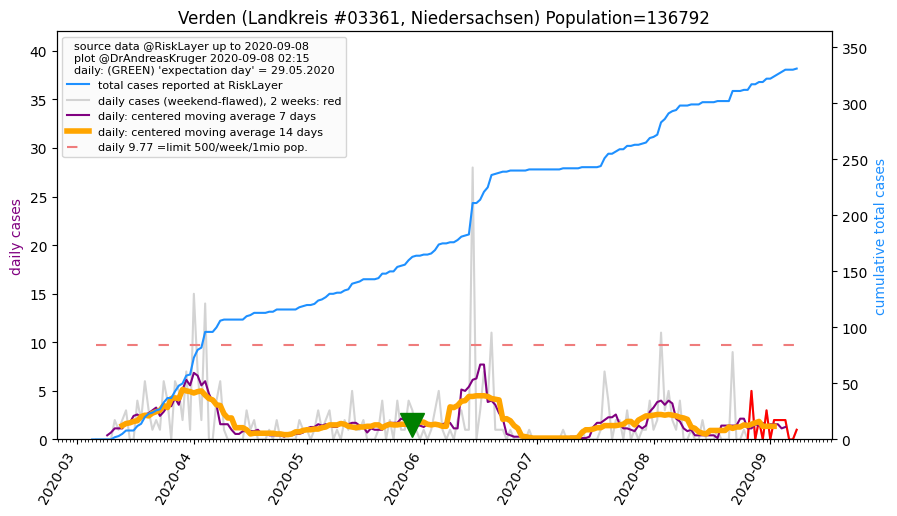 Verden (Landkreis #03361, Niedersachsen) Population=136792
source data @RiskLayer up to 2020-09-08
plot @DrAndreasKruger 2020-09-08 02:15
daily: (GREEN) 'expectation day' = 29.05.2020
total cases reported at RiskLayer
daily cases (weekend-flawed), 2 weeks: red
daily: centered moving average 7 days
daily: centered moving average 14 days
daily 9.77 =limit 500/week/1mio pop.
daily cases
40
35
30
25
20
15
10
5
0
350
300
250
200
150
100
50
0
cumulative total cases
2020-03
2020-04
2020-05
2020-06
2020-07
2020-08
2020-09